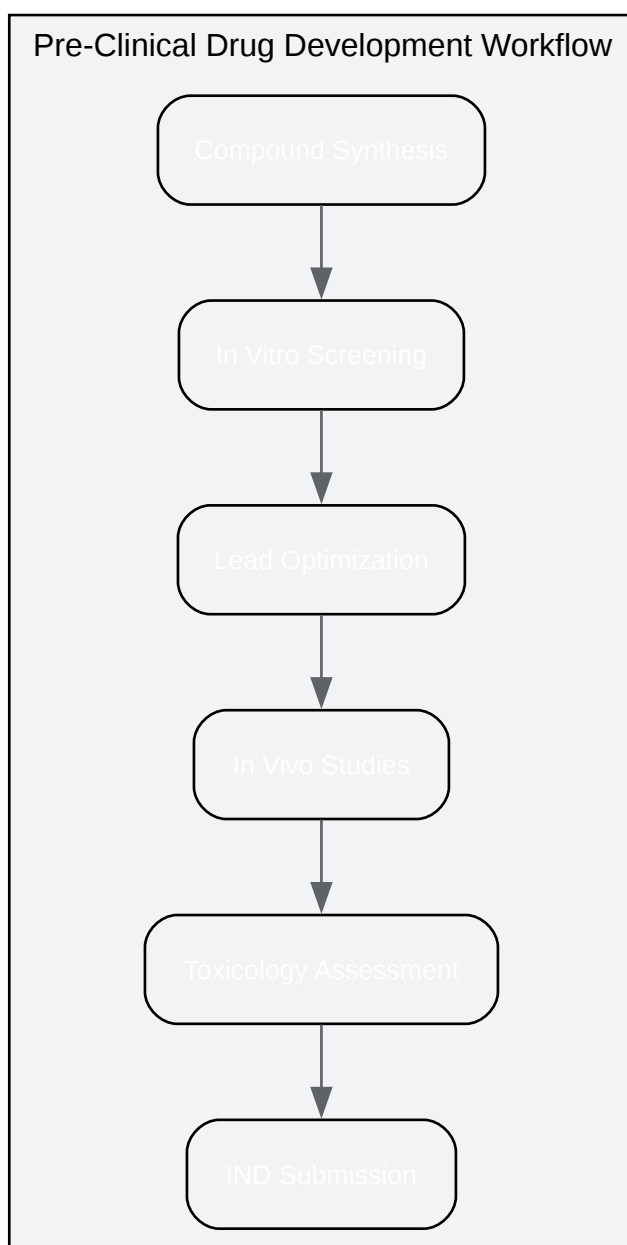 Pre-Clinical Drug Development Workflow
Compound Synthesis
In Vitro Screening
Lead Optimization
In Vivo Studies
Toxicology Assessment
IND Submission